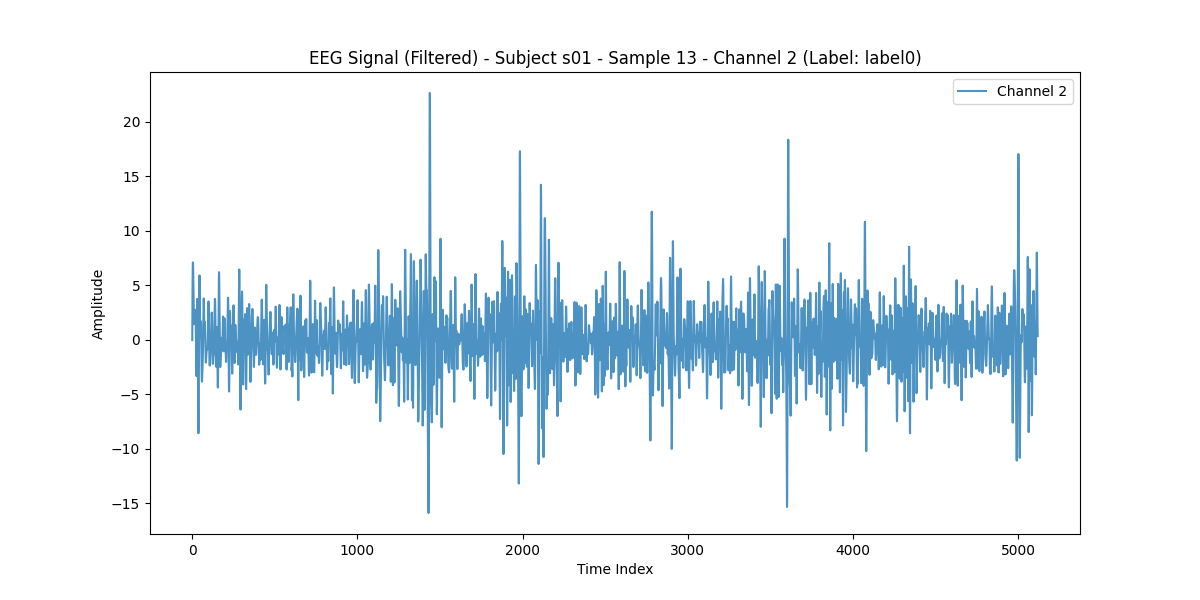 EEG Signal (Filtered) - Subject s01 - Sample 13 - Channel 2 (Label: label0)
Channel 2
20
15
10
5
0
−5
−10
−15
Amplitude
0 1000 2000 3000 4000 5000
Time Index